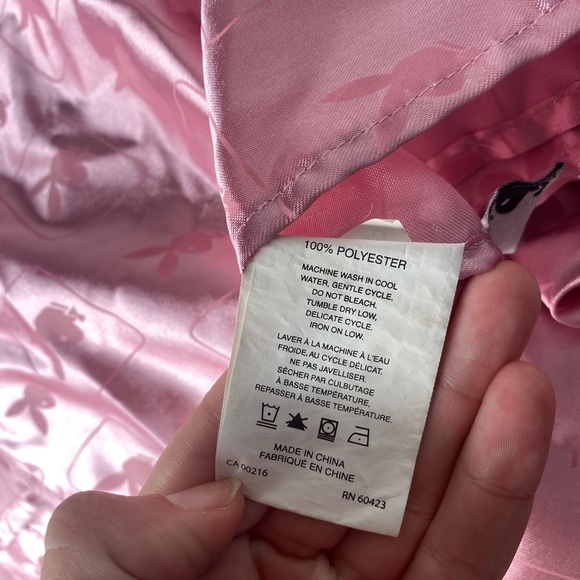 100% POLYESTER
MACHINE WASH IN COOL
WATER, GENTLE CYCLE.
DO NOT BLEACH.
TUMBLE DRY LOW,
DELICATE CYCLE.
IRON ON LOW.
LAVER À LA MACHINE À L'EAU
FROIDE, AU CYCLE DÉLICAT.
NE PAS JAVELLISER.
SÉCHER PAR CULBUTAGE
À BASSE TEMPÉRATURE,
REPASSER À BASSE TEMPÉRATURE.
MADE IN CHINA
FABRIQUÉ EN CHINE
CA 00216
RN 60423